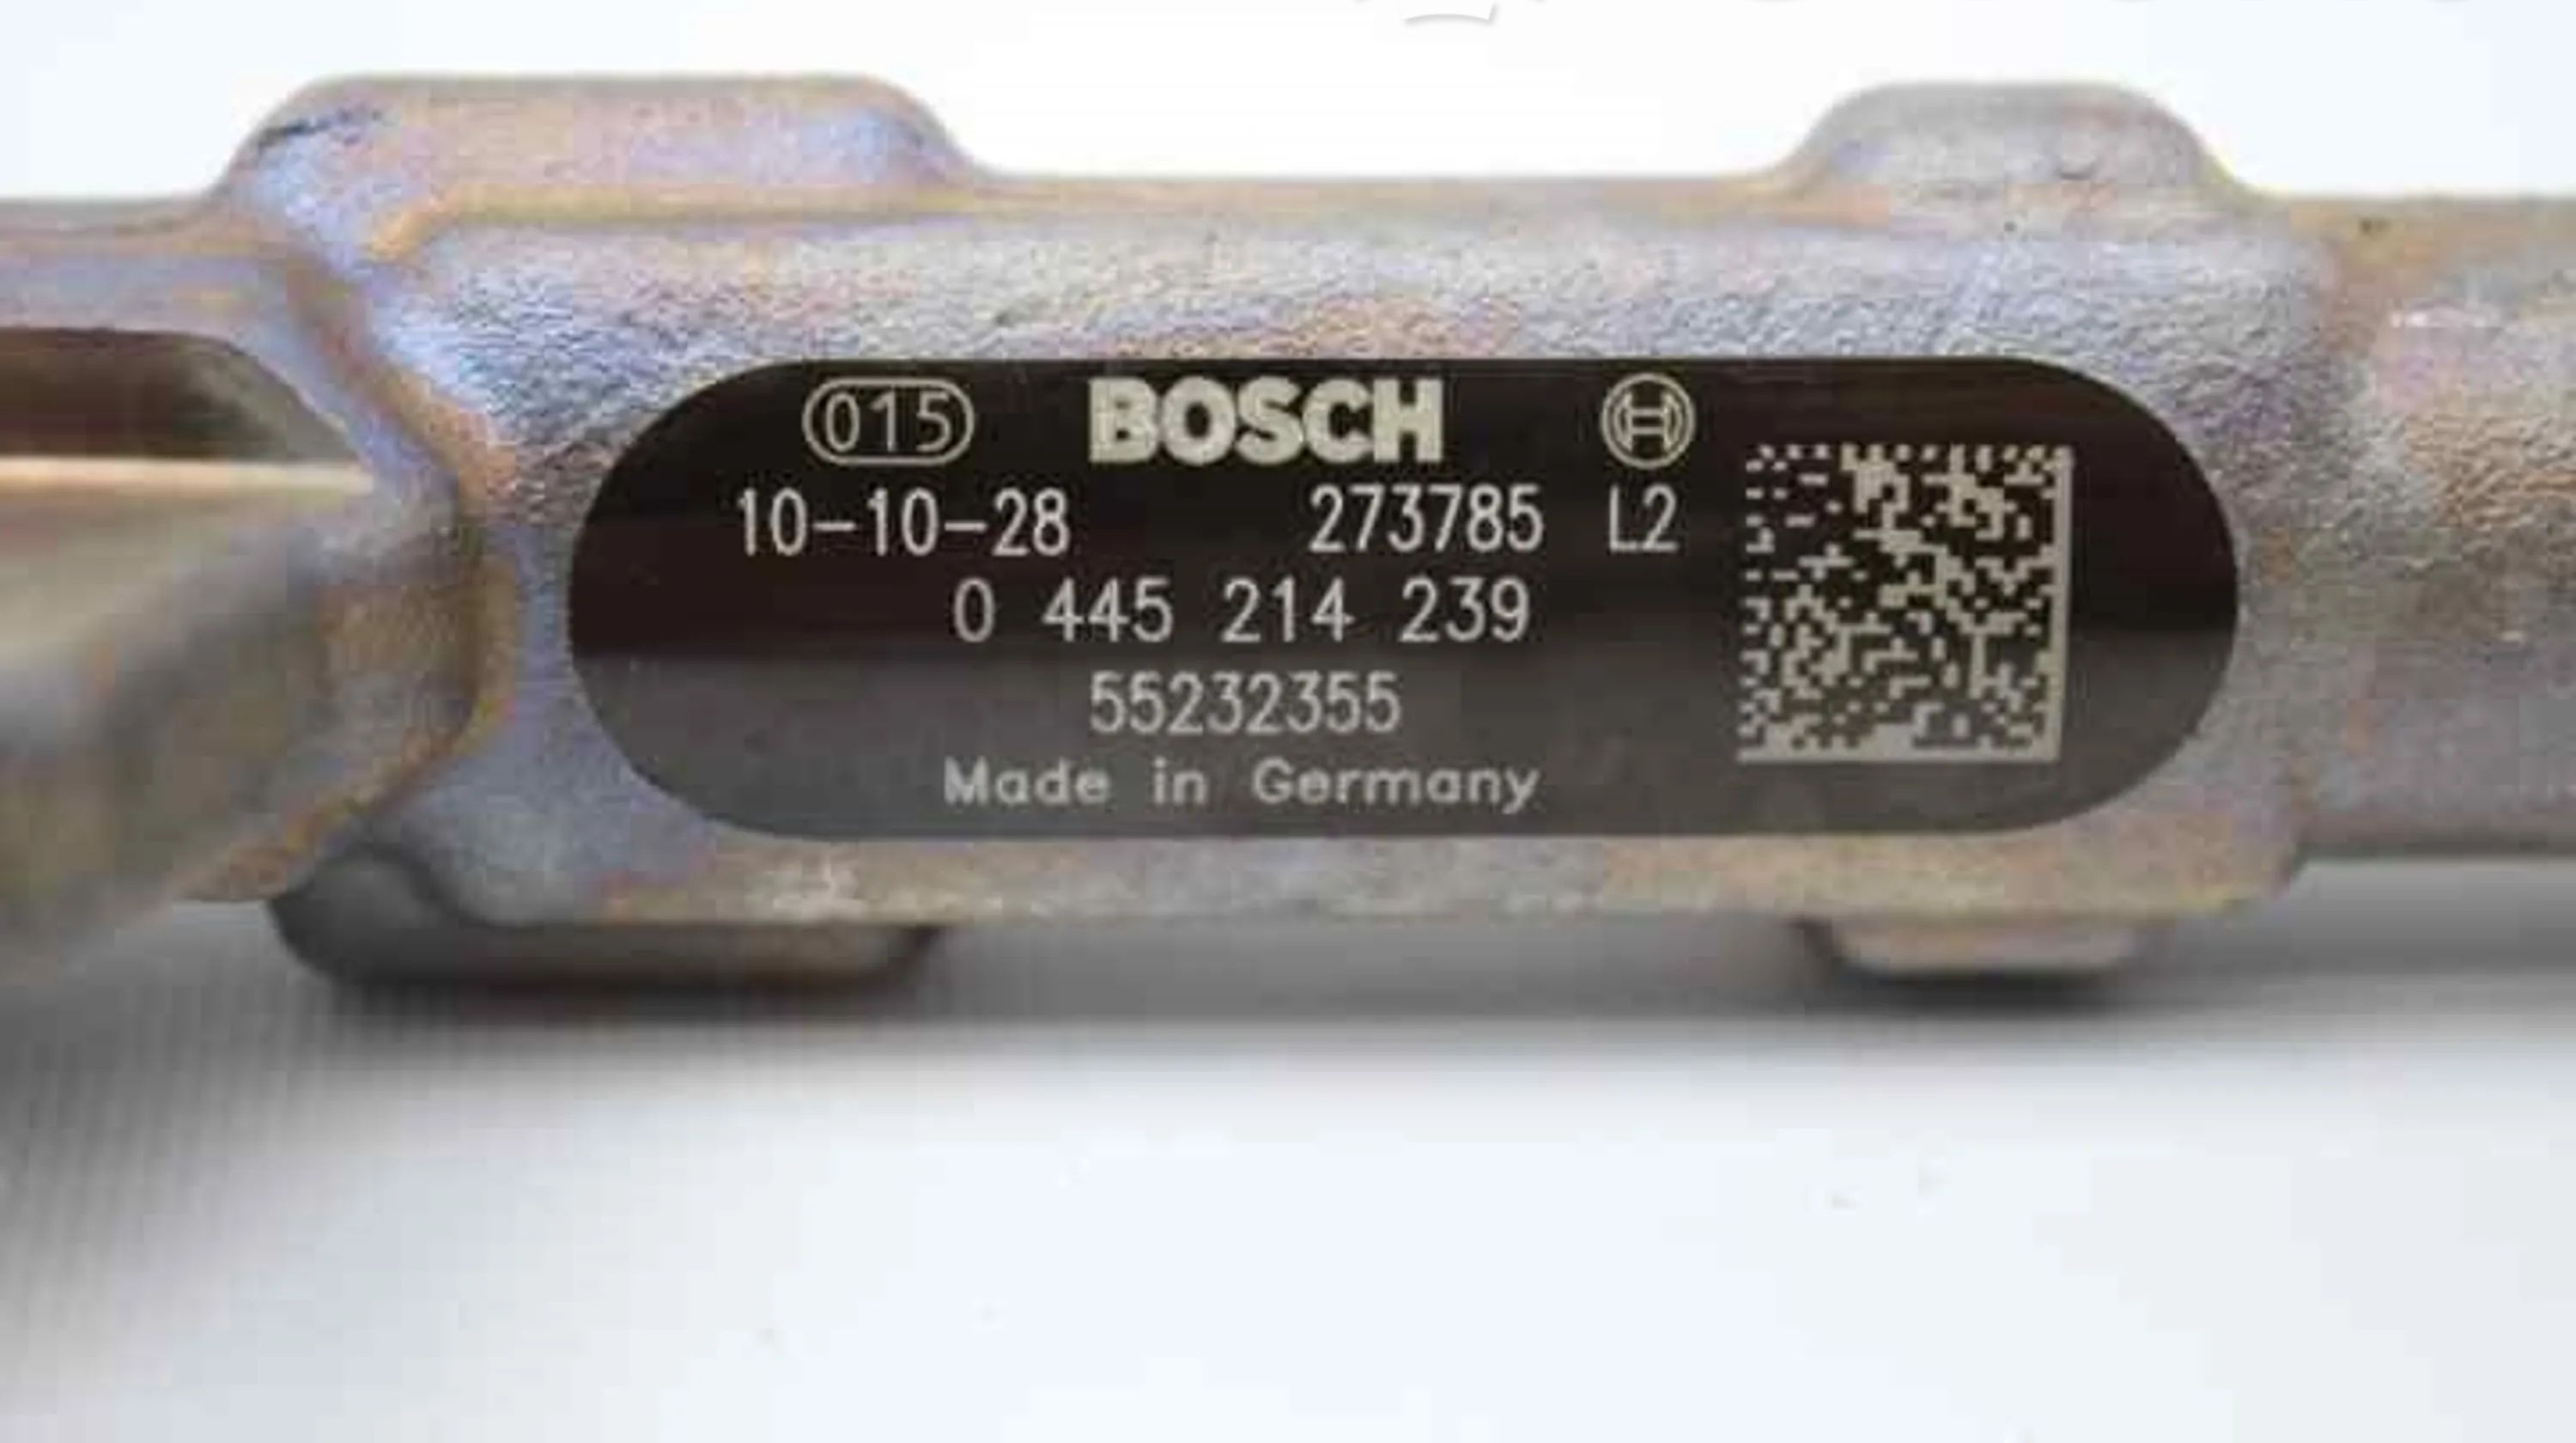 015 BOSCH
10-10-28 273785 L2
0 445 214 239
55232355
Made in Germany